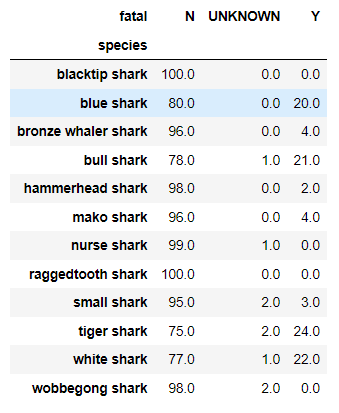 fatal N UNKNOWN Y
species
blacktip shark 100.0 0.0 0.0
blue shark 80.0 0.0 20.0
bronze whaler shark 96.0 0.0 4.0
bull shark 78.0 1.0 21.0
hammerhead shark 98.0 0.0 2.0
mako shark 96.0 0.0 4.0
nurse shark 99.0 1.0 0.0
raggedtooth shark 100.0 0.0 0.0
small shark 95.0 2.0 3.0
tiger shark 75.0 2.0 24.0
white shark 77.0 1.0 22.0
wobbegong shark 98.0 2.0 0.0